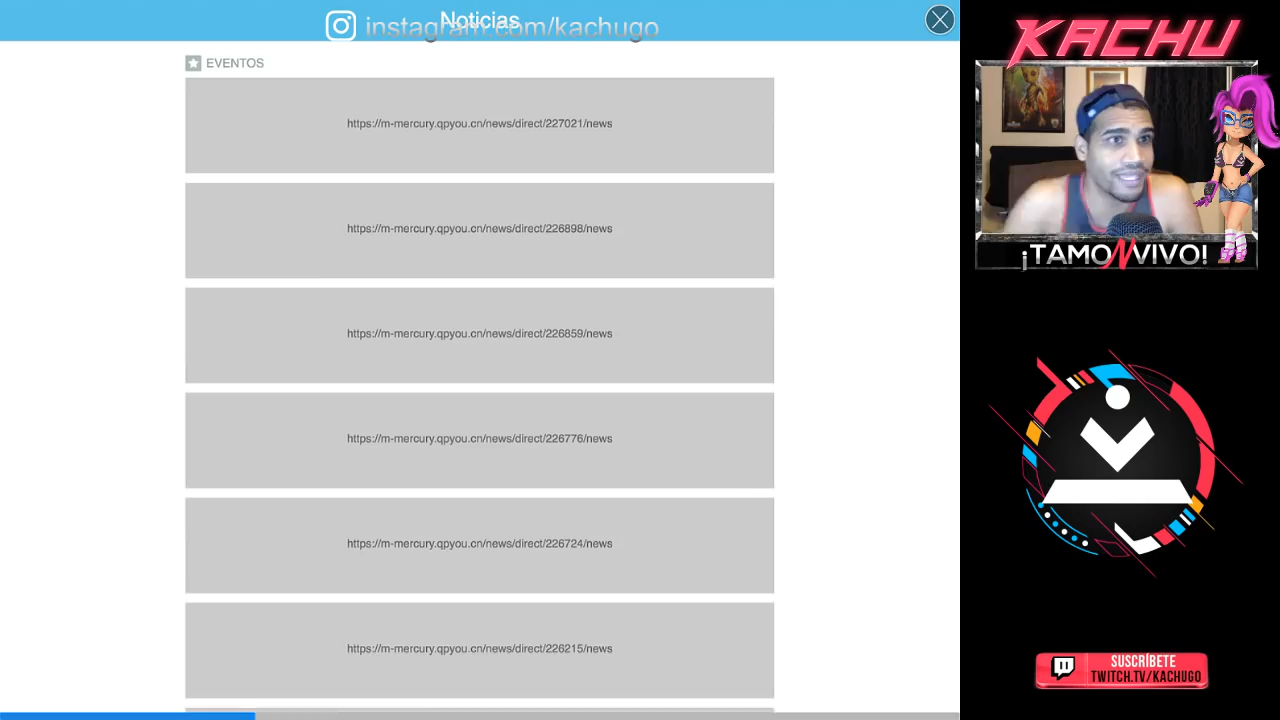 Noticias
instagram.com/kachugo
EVENTOS
https://m-mercury.qpyou.cn/news/direct/227021/news
https://m-mercury.qpyou.cn/news/direct/226898/news
https://m-mercury.qpyou.cn/news/direct/226859/news
https://m-mercury.qpyou.cn/news/direct/226776/news
https://m-mercury.qpyou.cn/news/direct/226724/news
https://m-mercury.qpyou.cn/news/direct/226215/news
KACHU
¡TAMONVIVO!
SUSCRÍBETE
TWITCH.TV/KACHUGO